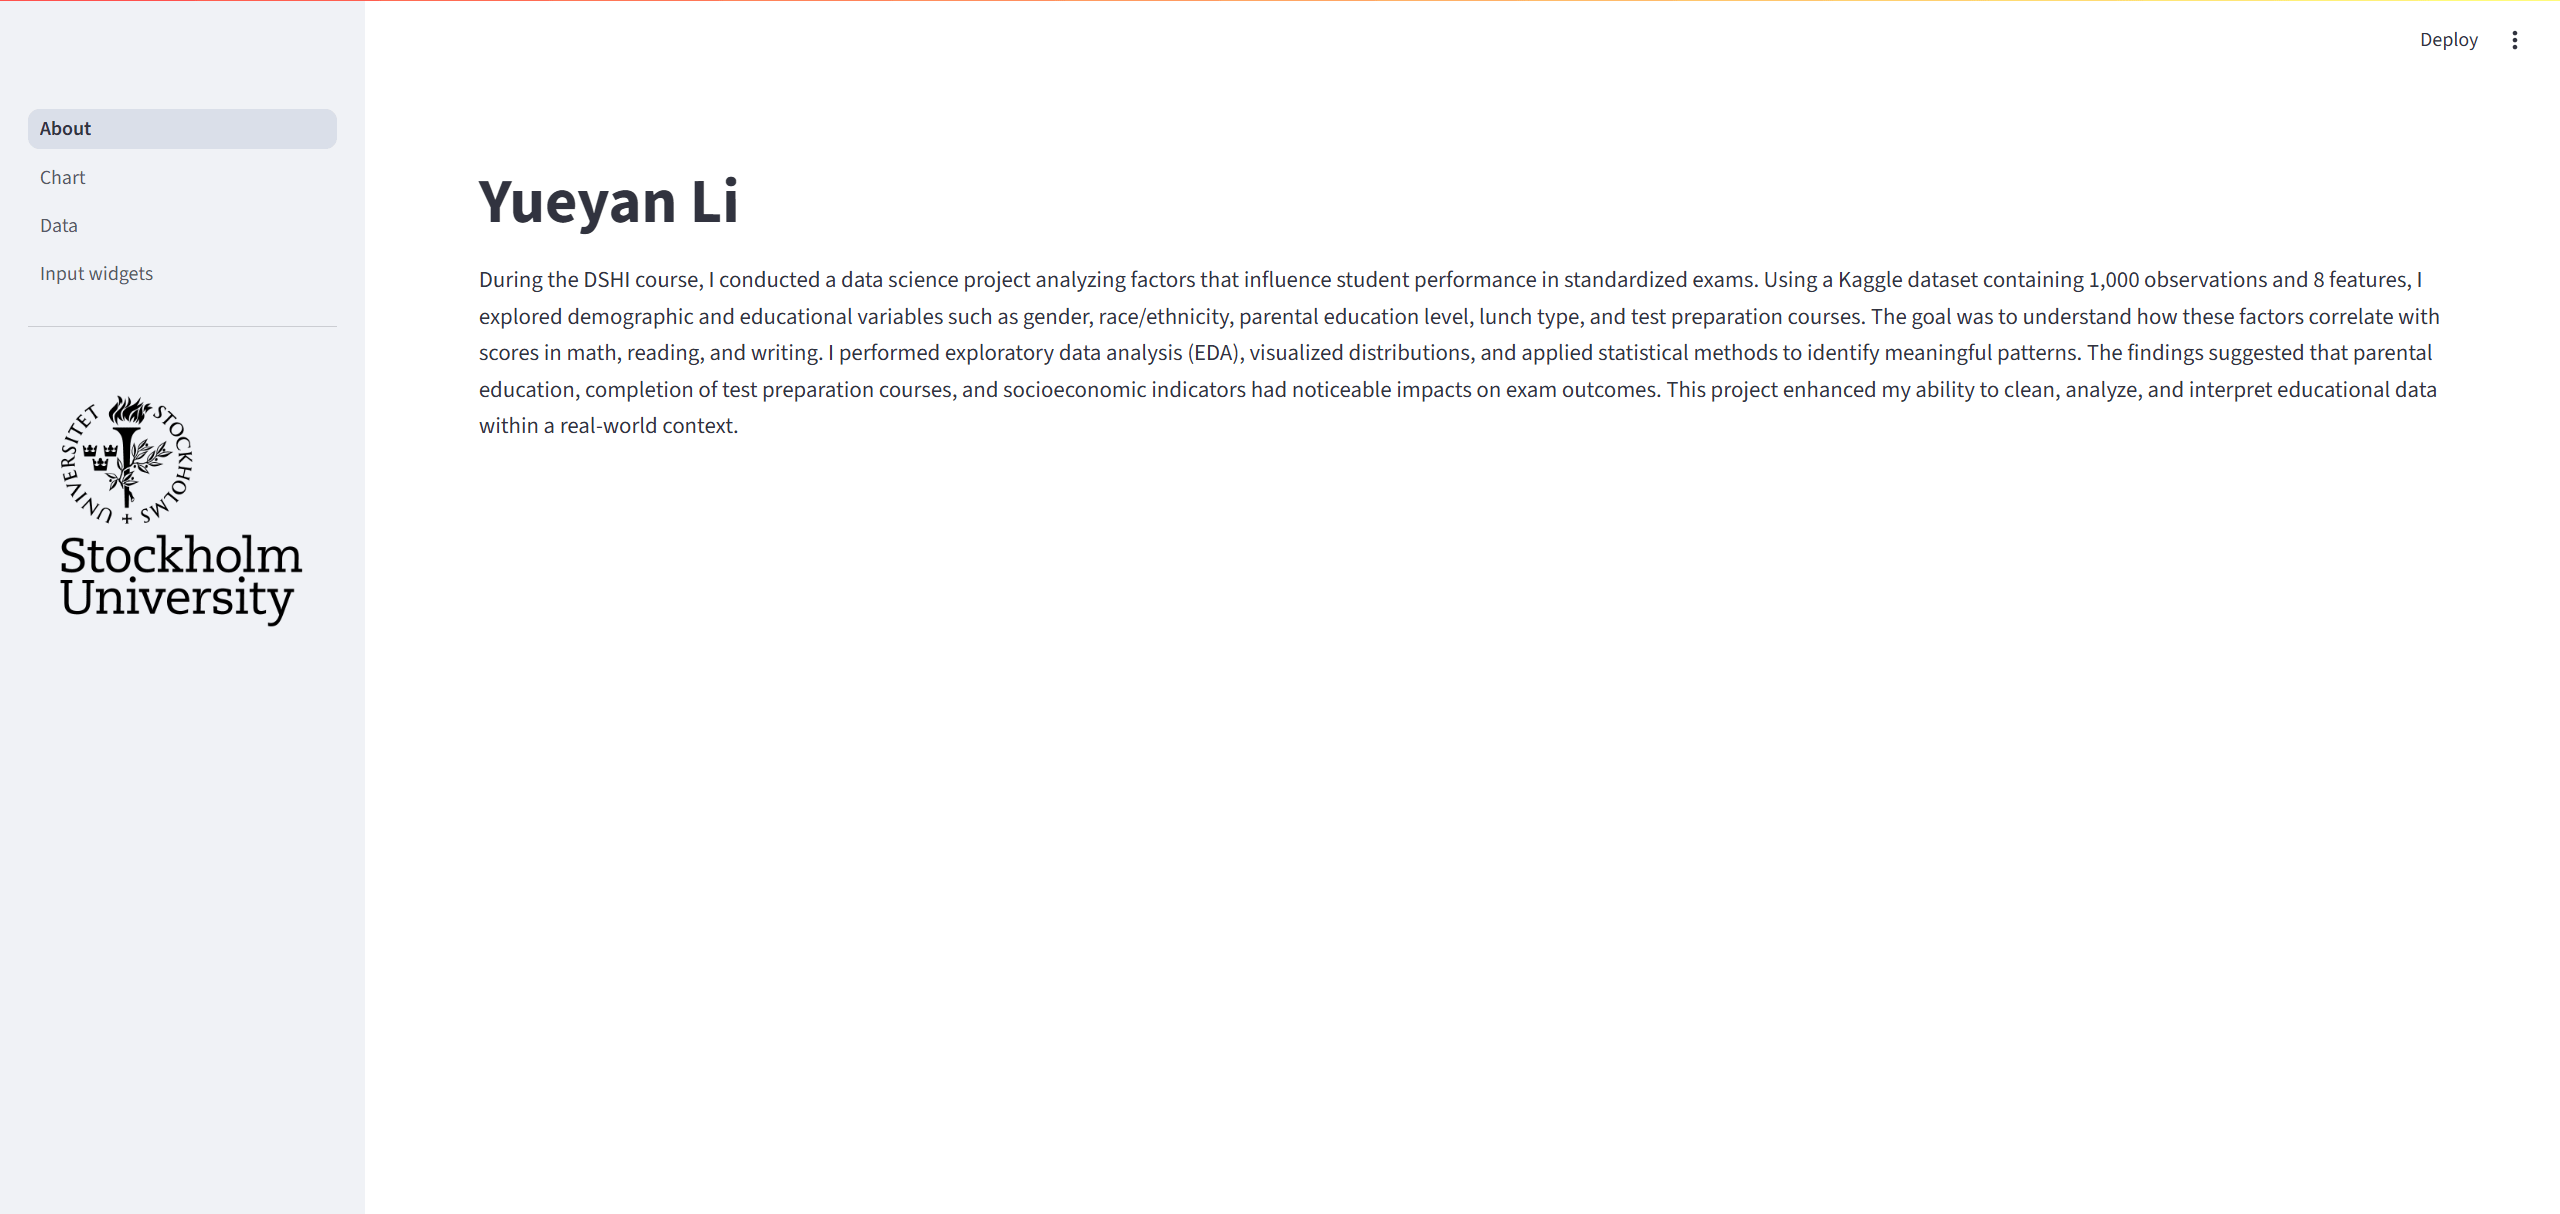 Deploy
About
Chart
Data
Input widgets
STOCKHOLMS + UNIVERSITET
Stockholm
University
Yueyan Li
During the DSHI course, I conducted a data science project analyzing factors that influence student performance in standardized exams. Using a Kaggle dataset containing 1,000 observations and 8 features, I
explored demographic and educational variables such as gender, race/ethnicity, parental education level, lunch type, and test preparation courses. The goal was to understand how these factors correlate with
scores in math, reading, and writing. I performed exploratory data analysis (EDA), visualized distributions, and applied statistical methods to identify meaningful patterns. The findings suggested that parental
education, completion of test preparation courses, and socioeconomic indicators had noticeable impacts on exam outcomes. This project enhanced my ability to clean, analyze, and interpret educational data
within a real-world context.